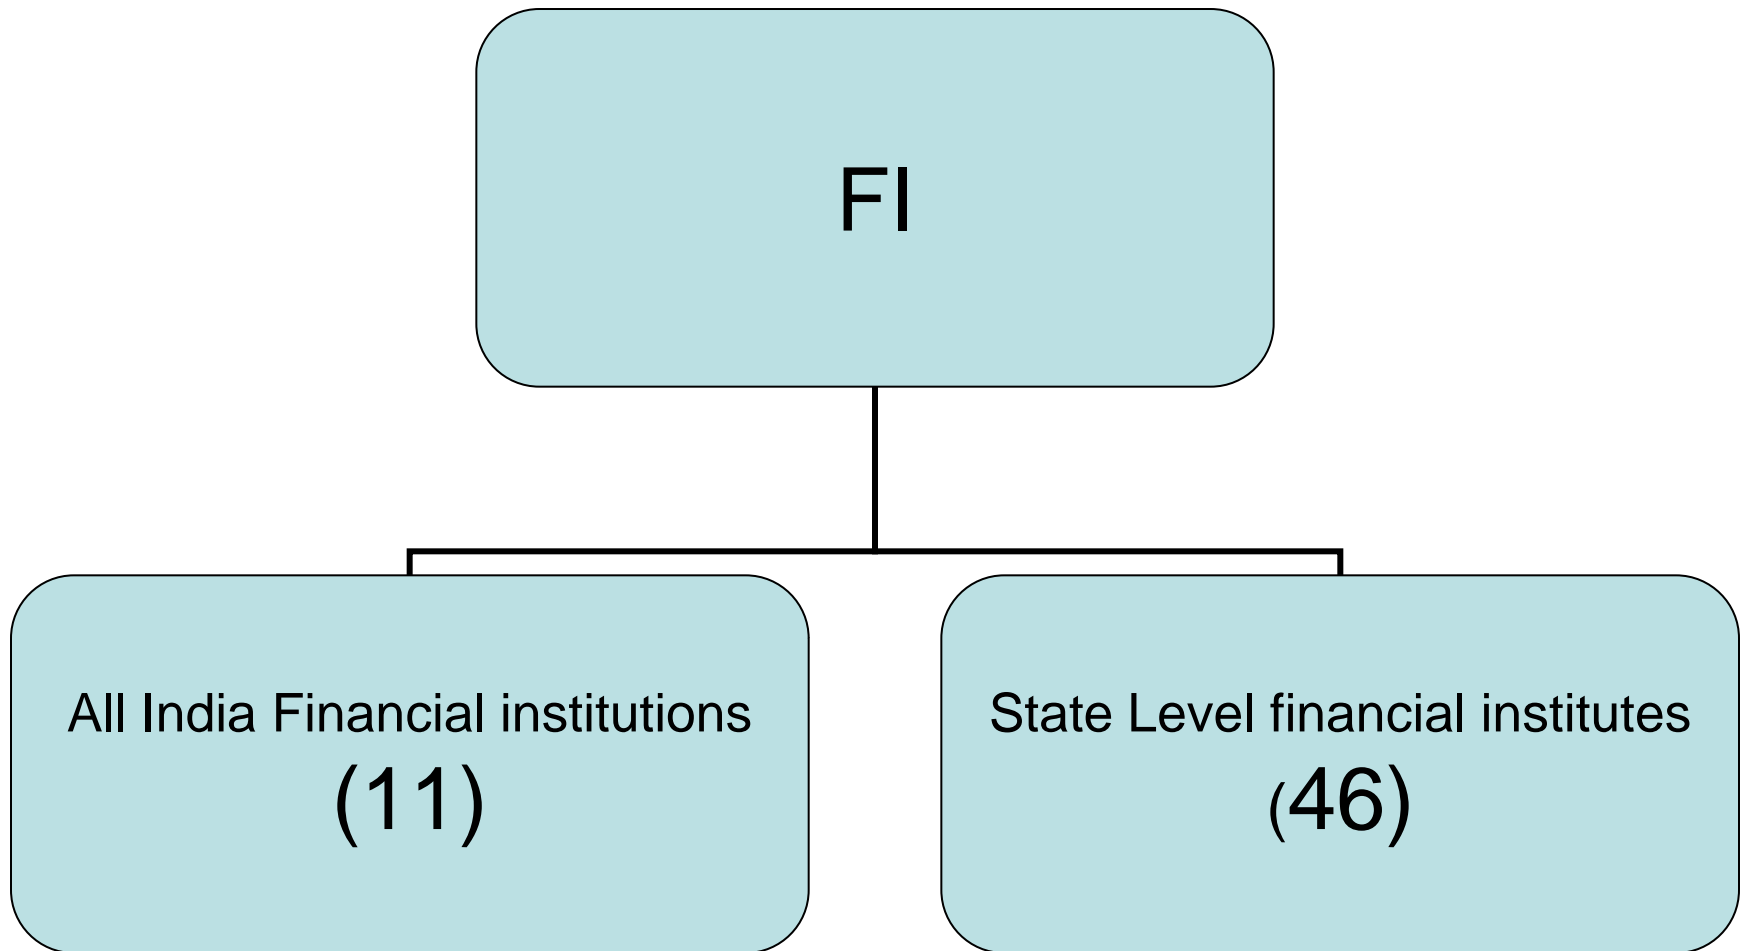 FI
All India Financial institutions
(11)
State Level financial institutes
(46)